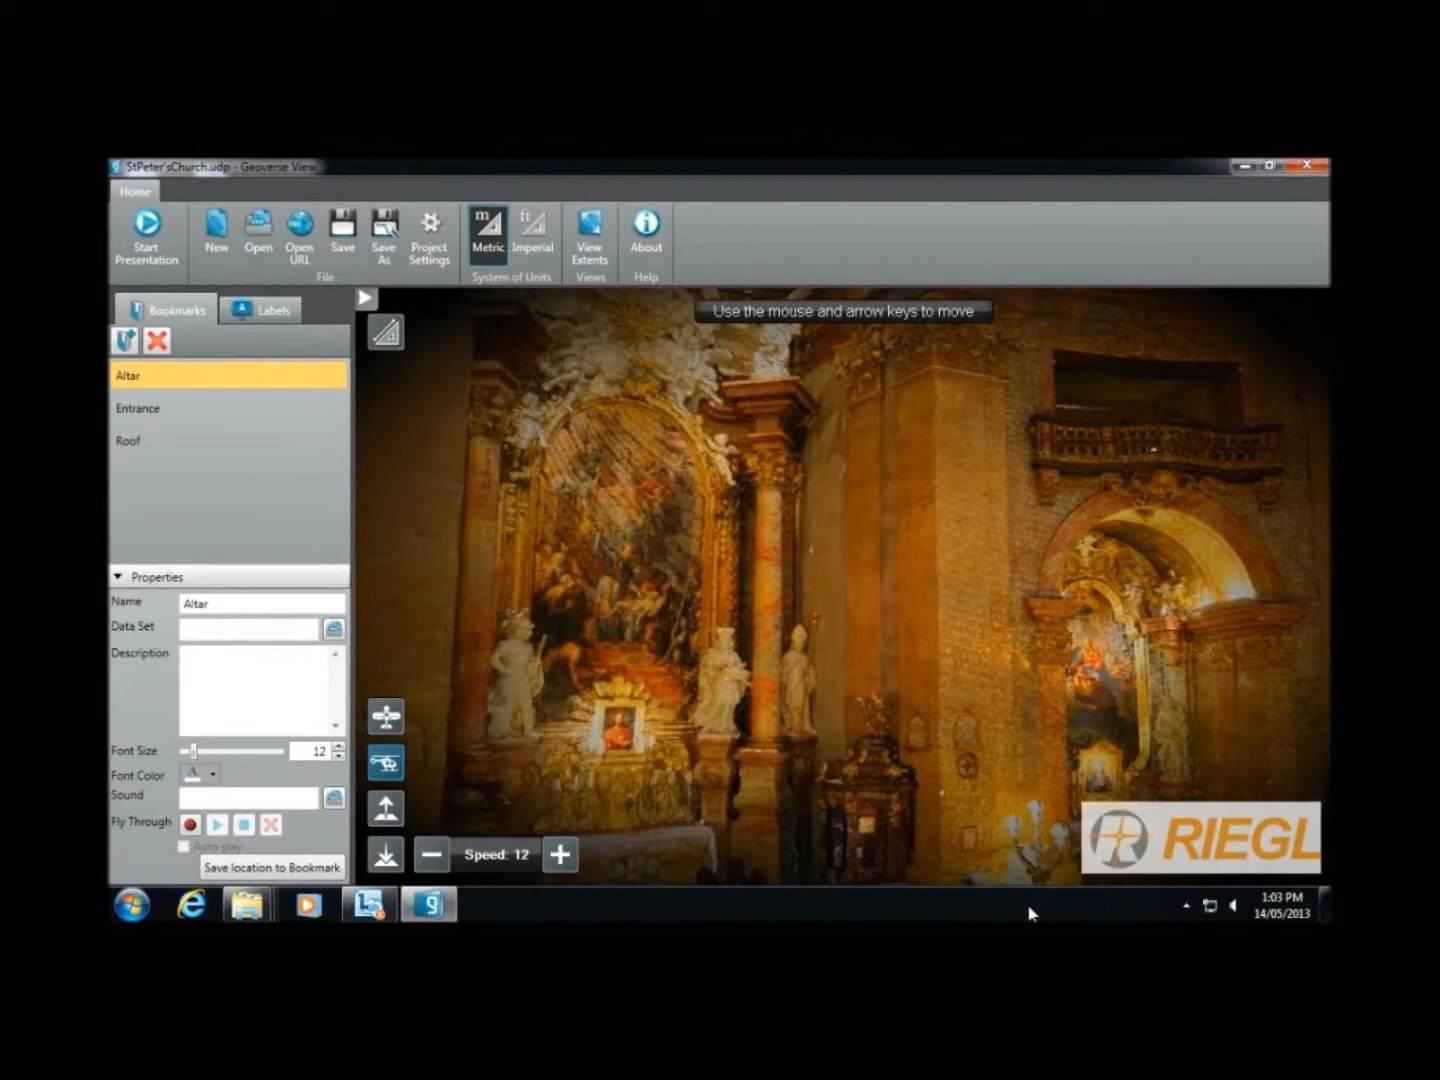 StPeter'sChurch.udp - Geoverse View
Home
Start Presentation
New
Open
Open URL
Save
Save As
Project Settings
File
m
Metric
ft
Imperial
System of Units
View Extents
Views
About
Help
Bookmarks
Labels
Altar
Entrance
Roof
Properties
Name
Altar
Data Set
Description
Font Size
12
Font Color
A
Sound
Fly Through
Auto play
Save location to Bookmark
Use the mouse and arrow keys to move
Speed: 12
RIEGL
1:03 PM
14/05/2013